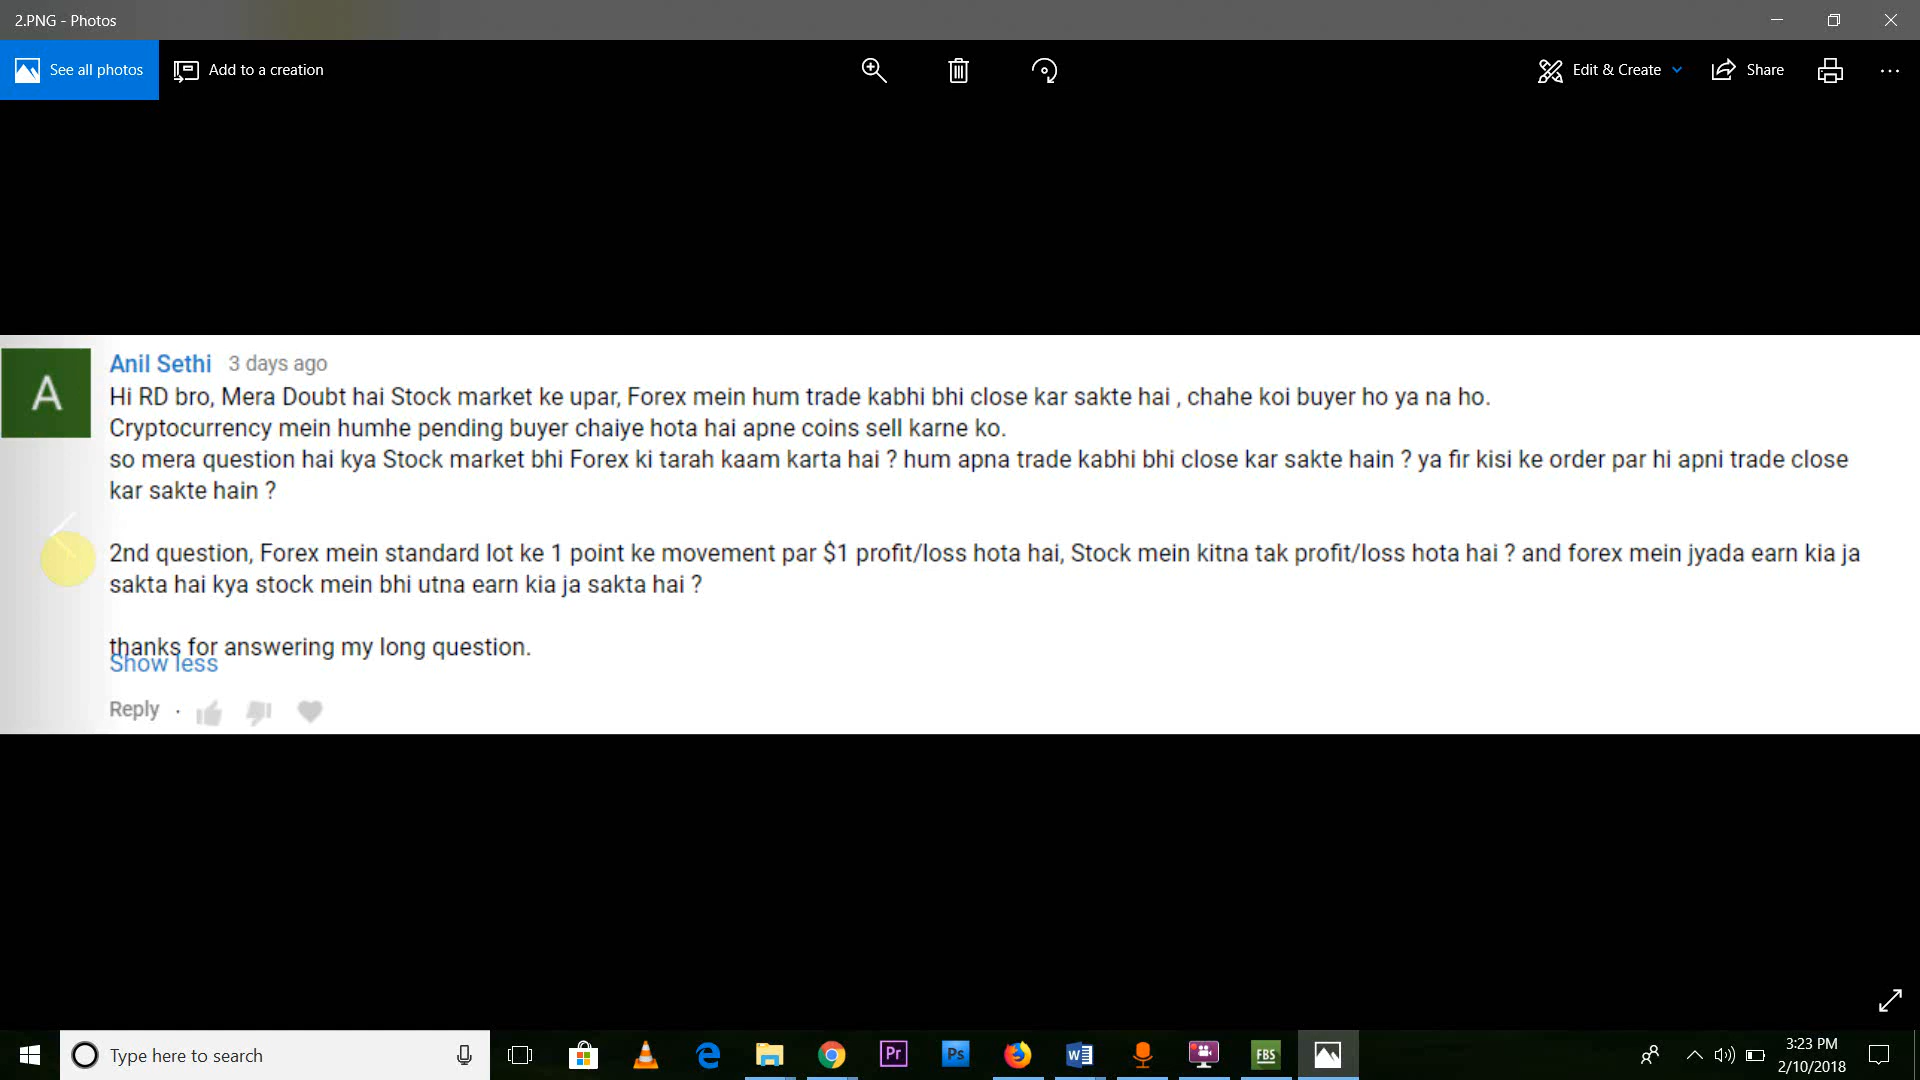 2.PNG - Photos
See all photos
Add to a creation
Edit & Create
Share
A
Anil Sethi 3 days ago
Hi RD bro, Mera Doubt hai Stock market ke upar, Forex mein hum trade kabhi bhi close kar sakte hai , chahe koi buyer ho ya na ho.
Cryptocurrency mein humhe pending buyer chaiye hota hai apne coins sell karne ko.
so mera question hai kya Stock market bhi Forex ki tarah kaam karta hai ? hum apna trade kabhi bhi close kar sakte hain ? ya fir kisi ke order par hi apni trade close
kar sakte hain ?
2nd question, Forex mein standard lot ke 1 point ke movement par $1 profit/loss hota hai, Stock mein kitna tak profit/loss hota hai ? and forex mein jyada earn kia ja
sakta hai kya stock mein bhi utna earn kia ja sakta hai ?
thanks for answering my long question.
Show less
Reply ·
Type here to search
Pr
Ps
W
FBS
3:23 PM
2/10/2018